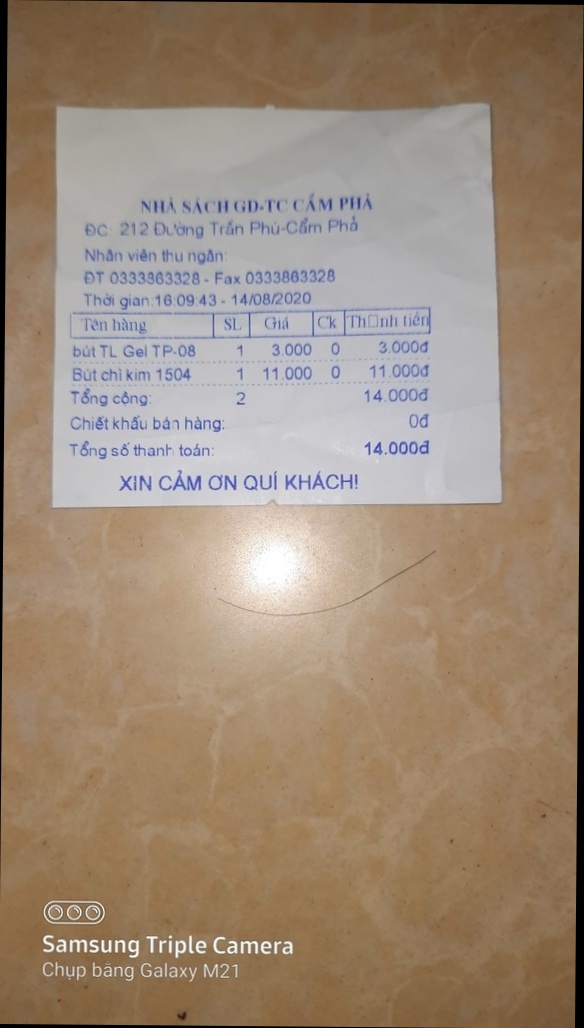 NHÀ SÁCH GD-TC CẨM PHẢ
ĐC: 212 Đường Trần Phú-Cẩm Phả
Nhân viên thu ngân:
ĐT 0333863328 - Fax 0333863328
Thời gian:16:09:43 - 14/08/2020
Tên hàng SL Giá Ck Th□nh tiền
bút TL Gel TP-08 1 3.000 0 3.000đ
Bút chì kim 1504 1 11.000 0 11.000đ
Tổng cộng: 2 14.000đ
Chiết khấu bán hàng: 0đ
Tổng số thanh toán: 14.000đ
XIN CẢM ƠN QUÍ KHÁCH!
Samsung Triple Camera
Chụp bằng Galaxy M21